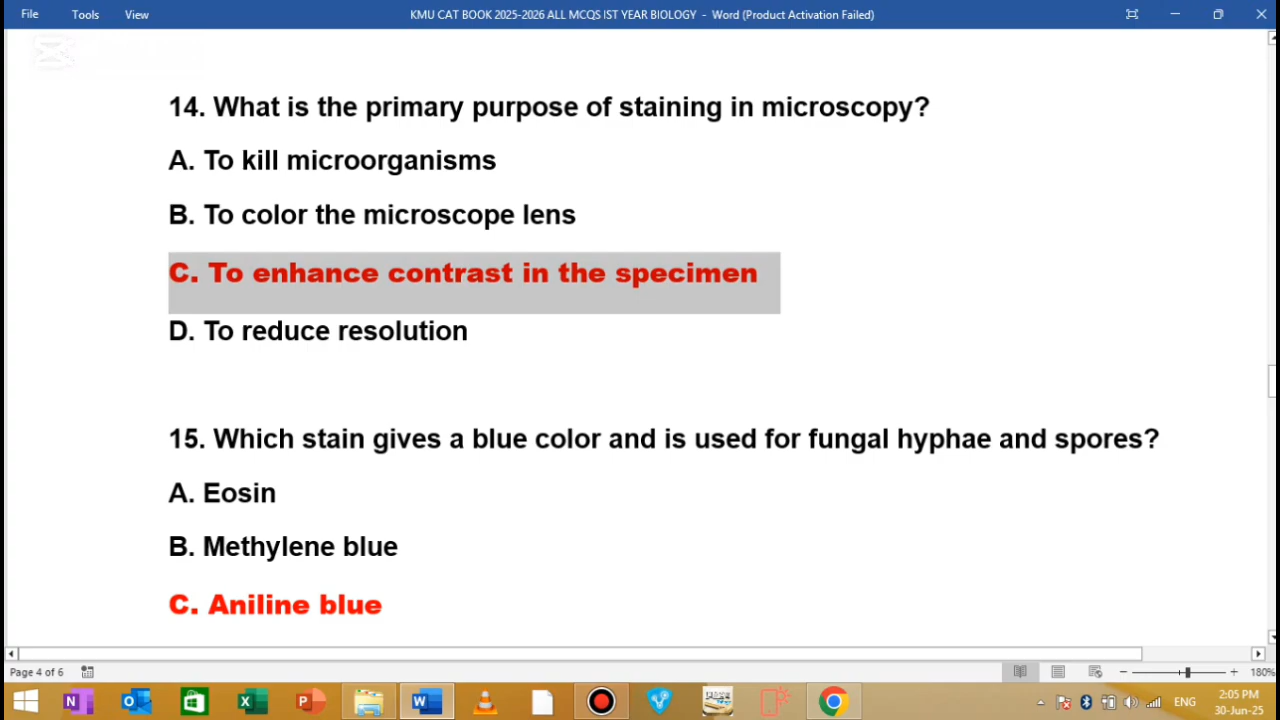 File Tools View KMU CAT BOOK 2025-2026 ALL MCQS IST YEAR BIOLOGY - Word (Product Activation Failed)
14. What is the primary purpose of staining in microscopy?
A. To kill microorganisms
B. To color the microscope lens
C. To enhance contrast in the specimen
D. To reduce resolution
15. Which stain gives a blue color and is used for fungal hyphae and spores?
A. Eosin
B. Methylene blue
C. Aniline blue
Page 4 of 6 180%
ENG 2:05 PM
30-Jun-25